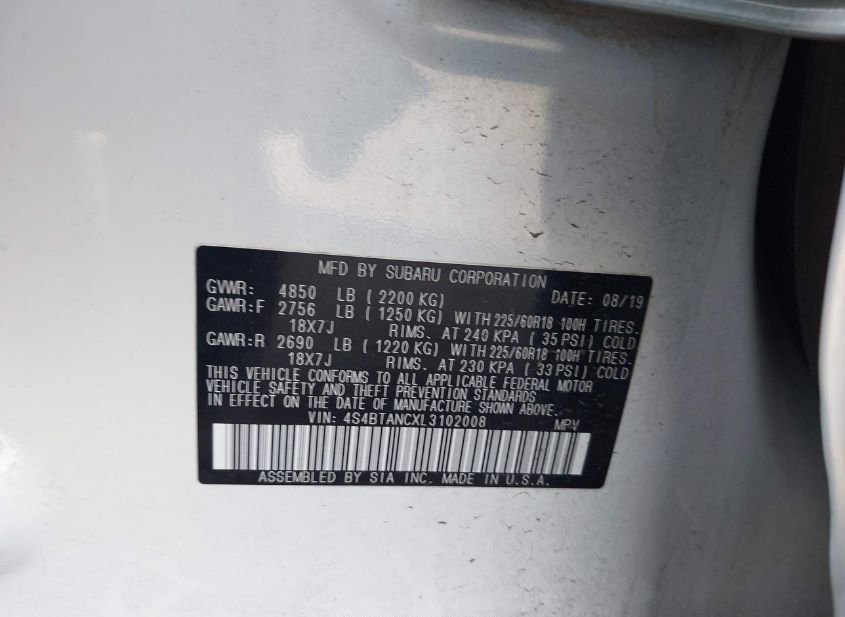 MFD BY SUBARU CORPORATION
GVWR: 4850 LB (2200 KG) DATE: 08/19
GAWR:F 2756 LB (1250 KG) WITH 225/60R18 100H TIRES.
18X7J RIMS. AT 240 KPA (35 PSI) COLD
GAWR:R 2690 LB (1220 KG) WITH 225/60R18 100H TIRES.
18X7J RIMS. AT 230 KPA (33 PSI) COLD
THIS VEHICLE CONFORMS TO ALL APPLICABLE FEDERAL MOTOR
VEHICLE SAFETY AND THEFT PREVENTION STANDARDS
IN EFFECT ON THE DATE OF MANUFACTURE SHOWN ABOVE.
VIN: 4S4BTANCXL3102008 MPV
ASSEMBLED BY SIA INC. MADE IN U.S.A.